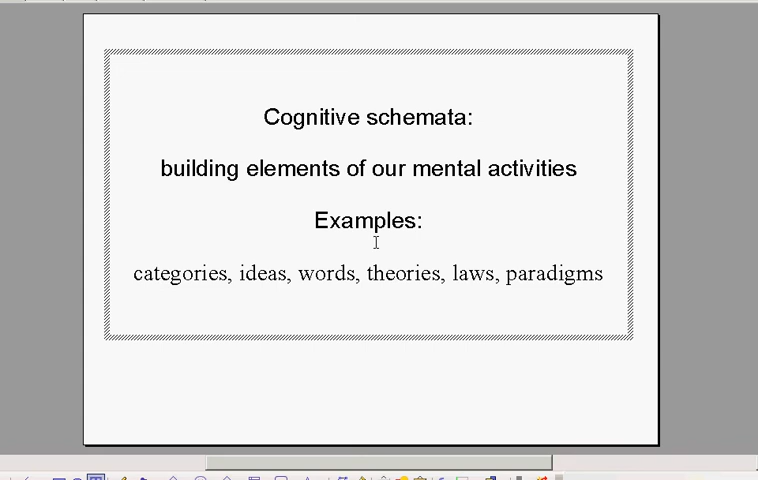 Cognitive schemata:
building elements of our mental activities
Examples:
categories, ideas, words, theories, laws, paradigms